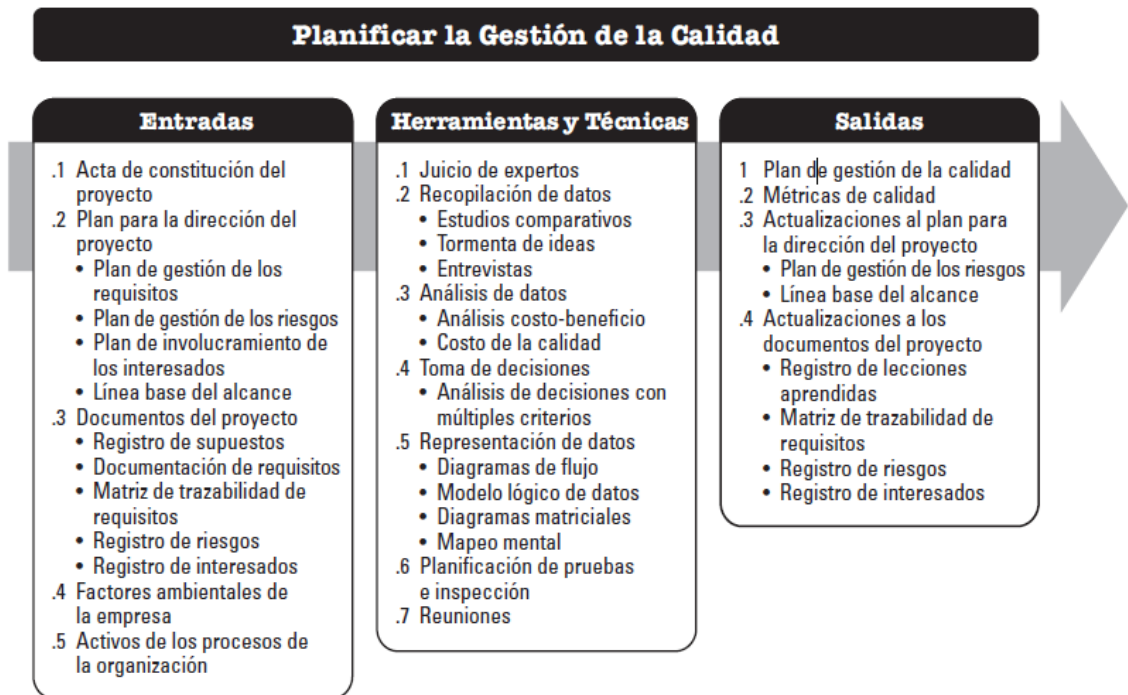 Planificar la Gestión de la Calidad
Entradas
.1 Acta de constitución del
proyecto
.2 Plan para la dirección del
proyecto
• Plan de gestión de los
requisitos
• Plan de gestión de los riesgos
• Plan de involucramiento de
los interesados
• Línea base del alcance
.3 Documentos del proyecto
• Registro de supuestos
• Documentación de requisitos
• Matriz de trazabilidad de
requisitos
• Registro de riesgos
• Registro de interesados
.4 Factores ambientales de
la empresa
.5 Activos de los procesos de
la organización
Herramientas y Técnicas
.1 Juicio de expertos
.2 Recopilación de datos
• Estudios comparativos
• Tormenta de ideas
• Entrevistas
.3 Análisis de datos
• Análisis costo-beneficio
• Costo de la calidad
.4 Toma de decisiones
• Análisis de decisiones con
múltiples criterios
.5 Representación de datos
• Diagramas de flujo
• Modelo lógico de datos
• Diagramas matriciales
• Mapeo mental
.6 Planificación de pruebas
e inspección
.7 Reuniones
Salidas
1 Plan de gestión de la calidad
.2 Métricas de calidad
.3 Actualizaciones al plan para
la dirección del proyecto
• Plan de gestión de los riesgos
• Línea base del alcance
.4 Actualizaciones a los
documentos del proyecto
• Registro de lecciones
aprendidas
• Matriz de trazabilidad de
requisitos
• Registro de riesgos
• Registro de interesados